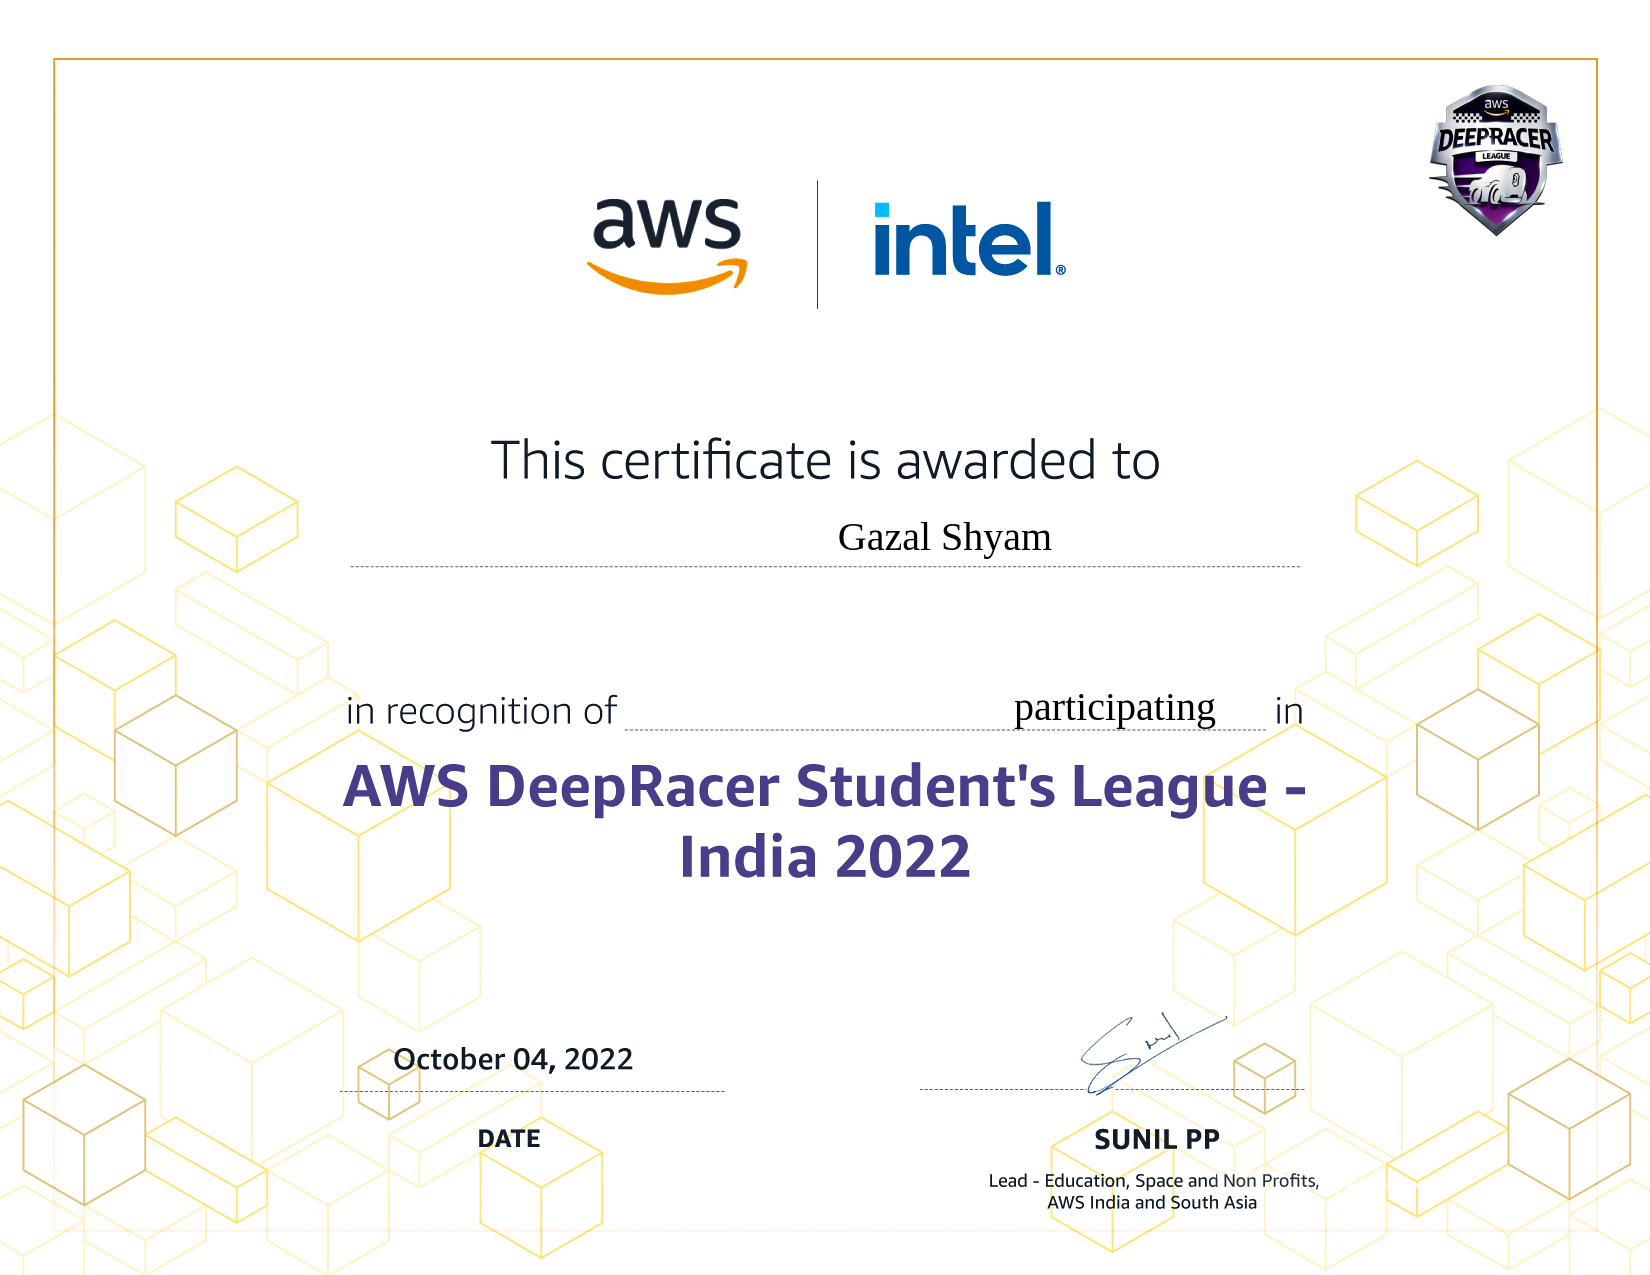 aws
DEEPRACER
LEAGUE
aws
intel®
This certificate is awarded to
Gazal Shyam
in recognition of participating in
AWS DeepRacer Student's League -
India 2022
October 04, 2022
DATE
SUNIL PP
Lead - Education, Space and Non Profits,
AWS India and South Asia